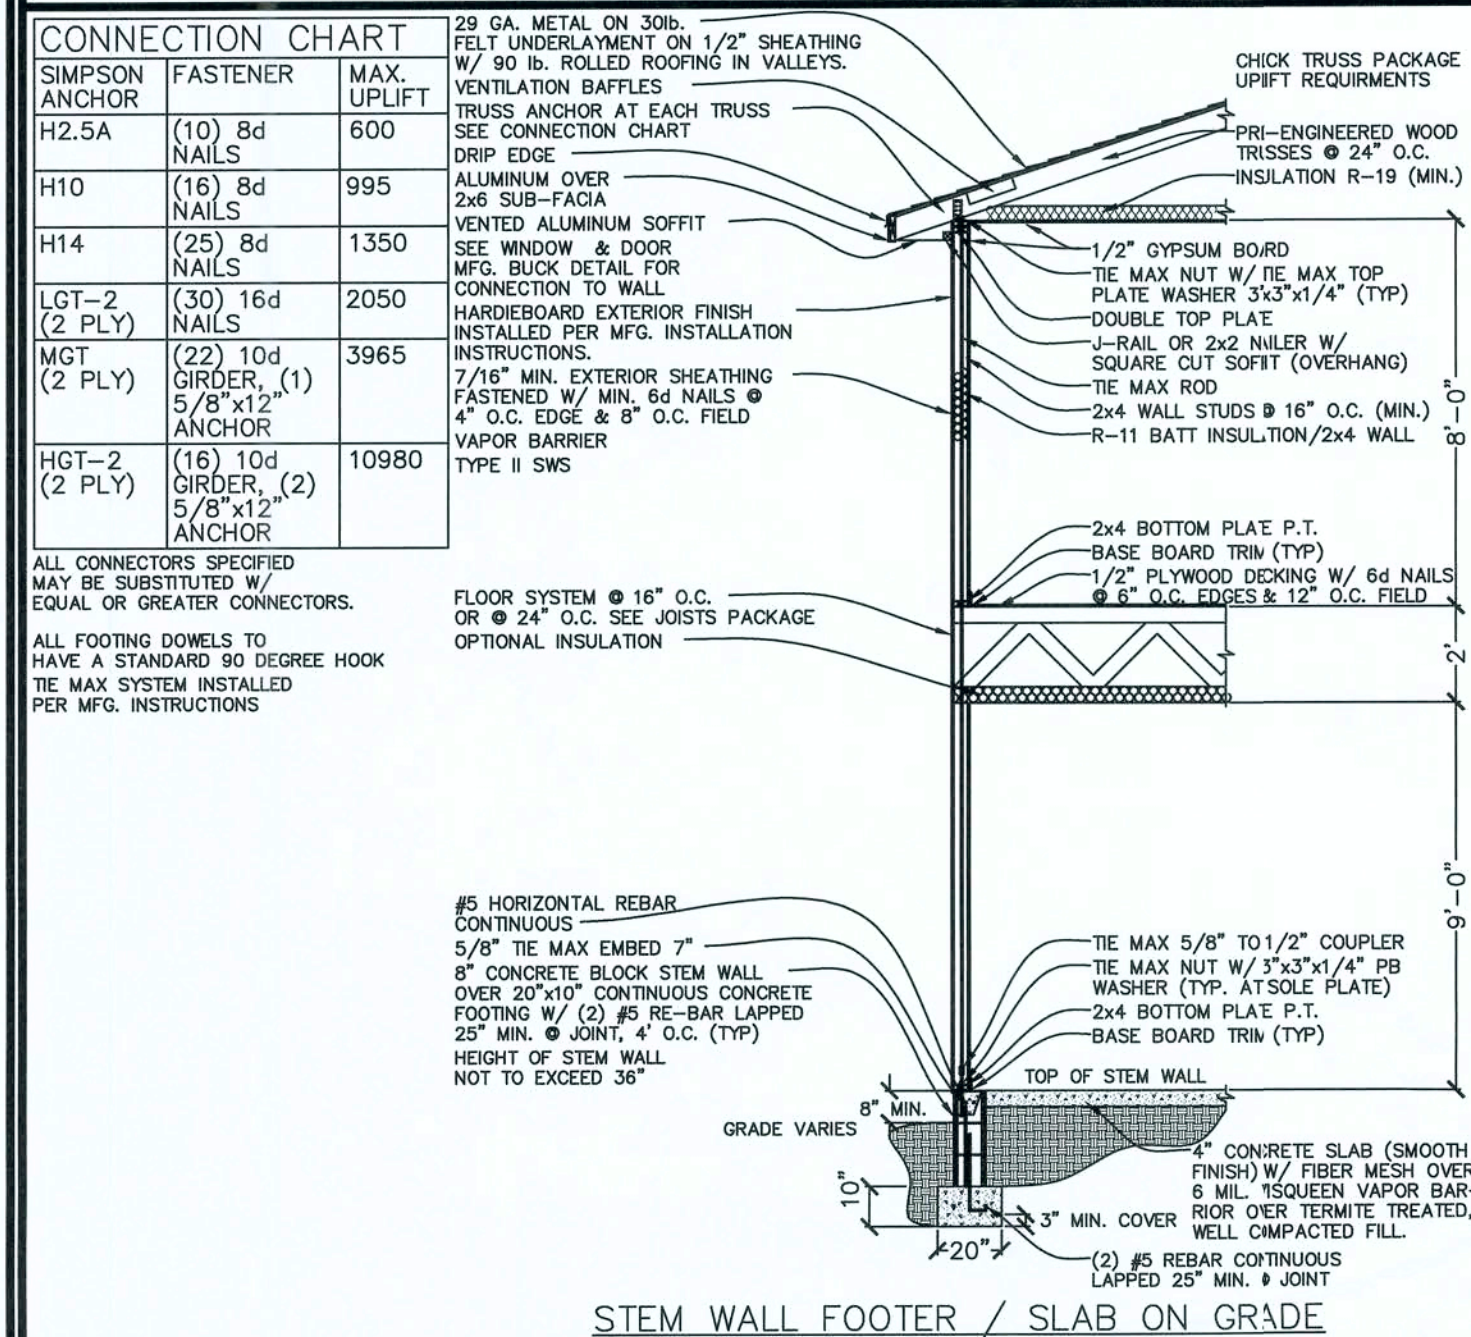 CONNECTION CHART
SIMPSON ANCHOR | FASTENER | MAX. UPLIFT
H2.5A | (10) 8d NAILS | 600
H10 | (16) 8d NAILS | 995
H14 | (25) 8d NAILS | 1350
LGT-2 (2 PLY) | (30) 16d NAILS | 2050
MGT (2 PLY) | (22) 10d GIRDER, (1) 5/8"x12" ANCHOR | 3965
HGT-2 (2 PLY) | (16) 10d GIRDER, (2) 5/8"x12" ANCHOR | 10980
ALL CONNECTORS SPECIFIED
MAY BE SUBSTITUTED W/
EQUAL OR GREATER CONNECTORS.
ALL FOOTING DOWELS TO
HAVE A STANDARD 90 DEGREE HOOK
TIE MAX SYSTEM INSTALLED
PER MFG. INSTRUCTIONS
29 GA. METAL ON 30lb.
FELT UNDERLAYMENT ON 1/2" SHEATHING
W/ 90 lb. ROLLED ROOFING IN VALLEYS.
VENTILATION BAFFLES
TRUSS ANCHOR AT EACH TRUSS
SEE CONNECTION CHART
DRIP EDGE
ALUMINUM OVER
2x6 SUB-FACIA
VENTED ALUMINUM SOFFIT
SEE WINDOW & DOOR
MFG. BUCK DETAIL FOR
CONNECTION TO WALL
HARDIEBOARD EXTERIOR FINISH
INSTALLED PER MFG. INSTALLATION
INSTRUCTIONS.
7/16" MIN. EXTERIOR SHEATHING
FASTENED W/ MIN. 6d NAILS @
4" O.C. EDGE & 8" O.C. FIELD
VAPOR BARRIER
TYPE II SWS
FLOOR SYSTEM @ 16" O.C.
OR @ 24" O.C. SEE JOISTS PACKAGE
OPTIONAL INSULATION
#5 HORIZONTAL REBAR
CONTINUOUS
5/8" TIE MAX EMBED 7"
8" CONCRETE BLOCK STEM WALL
OVER 20"x10" CONTINUOUS CONCRETE
FOOTING W/ (2) #5 RE-BAR LAPPED
25" MIN. @ JOINT, 4' O.C. (TYP)
HEIGHT OF STEM WALL
NOT TO EXCEED 36"
CHICK TRUSS PACKAGE
UPLIFT REQUIRMENTS
PRI-ENGINEERED WOOD
TRISSES @ 24" O.C.
INSULATION R-19 (MIN.)
1/2" GYPSUM BOARD
TIE MAX NUT W/ TIE MAX TOP
PLATE WASHER 3"x3"x1/4" (TYP)
DOUBLE TOP PLATE
J-RAIL OR 2x2 NAILER W/
SQUARE CUT SOFFIT (OVERHANG)
TIE MAX ROD
2x4 WALL STUDS @ 16" O.C. (MIN.)
R-11 BATT INSULATION/2x4 WALL
8'-0"
2x4 BOTTOM PLATE P.T.
BASE BOARD TRIM (TYP)
1/2" PLYWOOD DECKING W/ 6d NAILS
@ 6" O.C. EDGES & 12" O.C. FIELD
2'
9'-0"
TIE MAX 5/8" TO 1/2" COUPLER
TIE MAX NUT W/ 3"x3"x1/4" PB
WASHER (TYP. AT SOLE PLATE)
2x4 BOTTOM PLATE P.T.
BASE BOARD TRIM (TYP)
TOP OF STEM WALL
8" MIN.
GRADE VARIES
10"
20"
3" MIN. COVER
4" CONCRETE SLAB (SMOOTH
FINISH) W/ FIBER MESH OVER
6 MIL. VISQUEEN VAPOR BAR-
RIOR OVER TERMITE TREATED,
WELL COMPACTED FILL.
(2) #5 REBAR CONTINUOUS
LAPPED 25" MIN. @ JOINT
STEM WALL FOOTER / SLAB ON GRADE